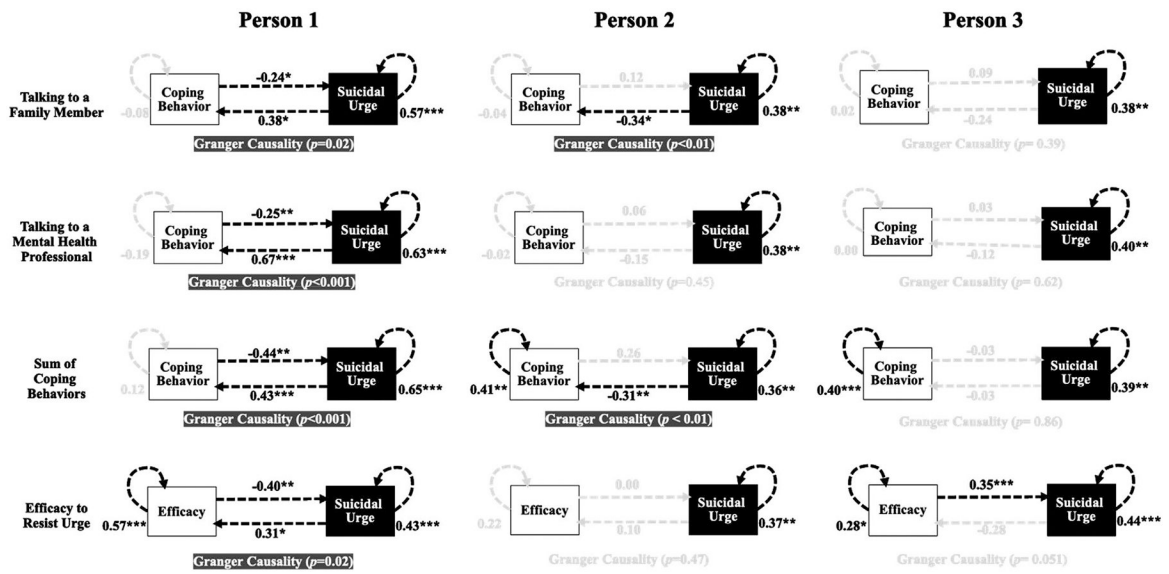 Person 1
Person 2
Person 3
Talking to a
Family Member
Coping
Behavior
Suicidal
Urge
-0.24*
0.38*
-0.08
0.57***
Granger Causality (p=0.02)
Coping
Behavior
Suicidal
Urge
0.12
-0.34*
-0.04
0.38**
Granger Causality (p<0.01)
Coping
Behavior
Suicidal
Urge
0.09
-0.24
0.02
0.38**
Granger Causality (p= 0.39)
Talking to a
Mental Health
Professional
Coping
Behavior
Suicidal
Urge
-0.25**
0.67***
-0.19
0.63***
Granger Causality (p<0.001)
Coping
Behavior
Suicidal
Urge
0.06
-0.15
-0.02
0.38**
Granger Causality (p=0.45)
Coping
Behavior
Suicidal
Urge
0.03
-0.12
0.00
0.40**
Granger Causality (p= 0.62)
Sum of
Coping
Behaviors
Coping
Behavior
Suicidal
Urge
-0.44**
0.43***
0.12
0.65***
Granger Causality (p<0.001)
Coping
Behavior
Suicidal
Urge
0.26
-0.31**
0.41**
0.36**
Granger Causality (p < 0.01)
Coping
Behavior
Suicidal
Urge
-0.03
-0.03
0.40***
0.39**
Granger Causality (p= 0.86)
Efficacy to
Resist Urge
Efficacy
Suicidal
Urge
-0.40**
0.31*
0.57***
0.43***
Granger Causality (p=0.02)
Efficacy
Suicidal
Urge
0.00
0.10
0.22
0.37**
Granger Causality (p=0.47)
Efficacy
Suicidal
Urge
0.35***
-0.28
0.28*
0.44***
Granger Causality (p= 0.051)